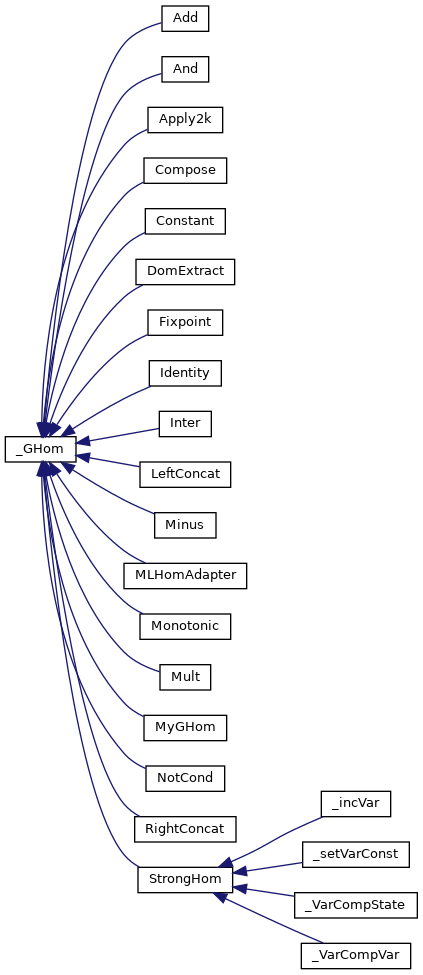 Add
And
Apply2k
Compose
Constant
DomExtract
Fixpoint
Identity
Inter
_GHom
LeftConcat
Minus
MLHomAdapter
Monotonic
Mult
MyGHom
NotCond
_incVar
RightConcat
_setVarConst
StrongHom
_VarCompState
_VarCompVar